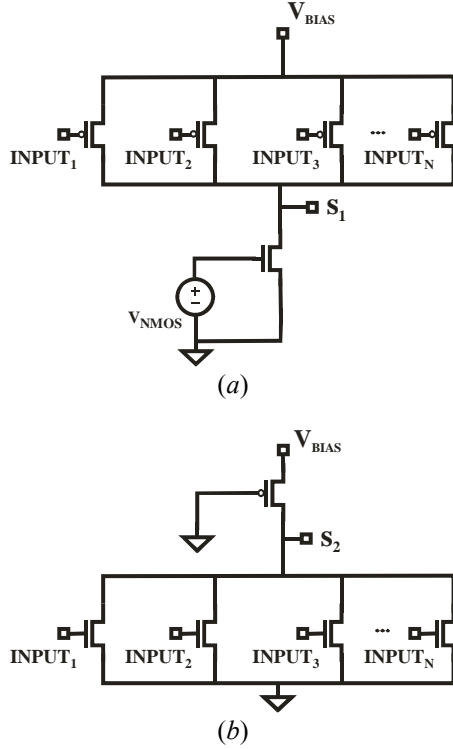 V_BIAS
INPUT_1 INPUT_2 INPUT_3 ... INPUT_N
S_1
+
−
V_NMOS
(a)
V_BIAS
S_2
INPUT_1 INPUT_2 INPUT_3 ... INPUT_N
(b)